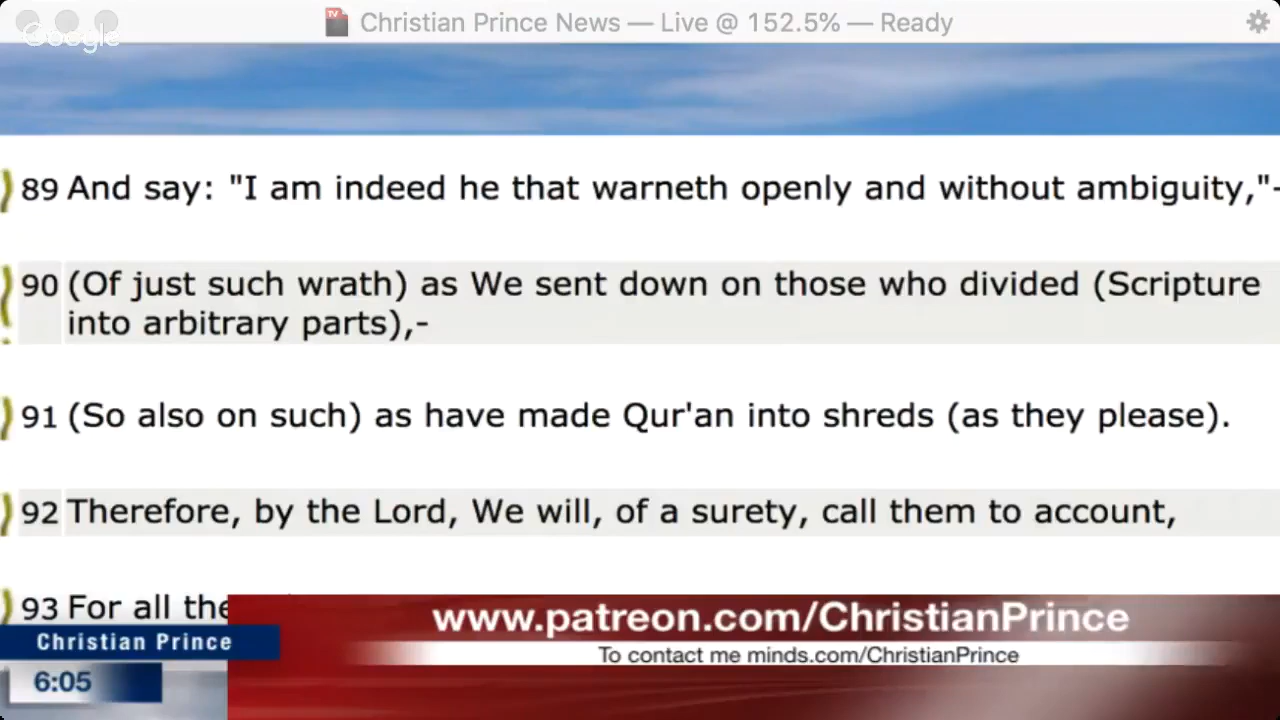 TV Christian Prince News — Live @ 152.5% — Ready
Google
89 And say: "I am indeed he that warneth openly and without ambiguity,"-
90 (Of just such wrath) as We sent down on those who divided (Scripture
into arbitrary parts),-
91 (So also on such) as have made Qur'an into shreds (as they please).
92 Therefore, by the Lord, We will, of a surety, call them to account,
93 For all the
www.patreon.com/ChristianPrince
Christian Prince
To contact me minds.com/ChristianPrince
6:05